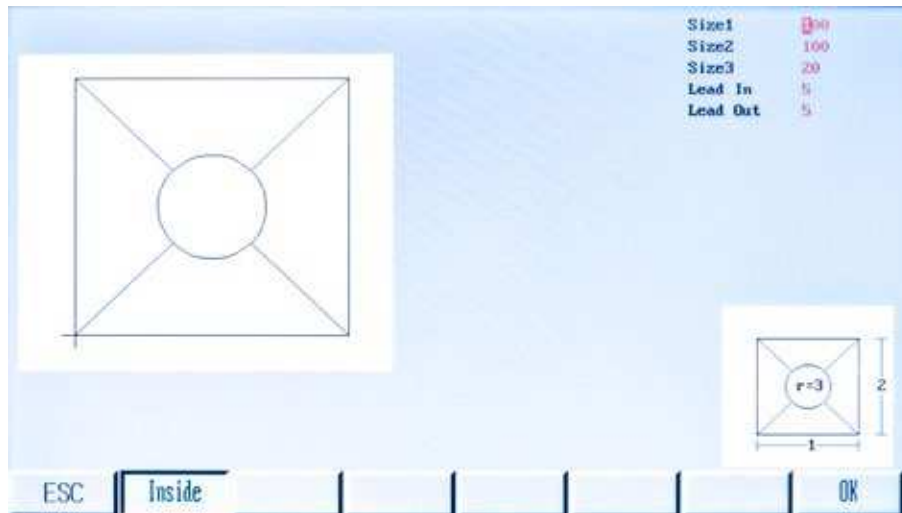 Size1 100
Size2 100
Size3 20
Lead In 5
Lead Out 5
r=3
2
1
ESC Inside OK